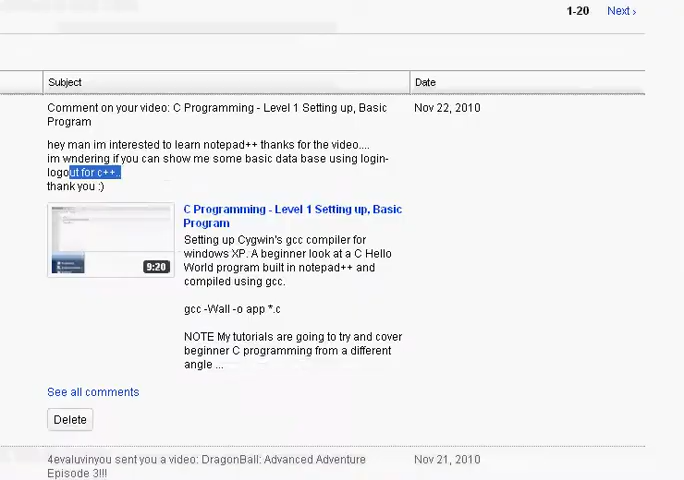 1-20 Next ›
Subject Date
Comment on your video: C Programming - Level 1 Setting up, Basic Nov 22, 2010
Program
hey man im interested to learn notepad++ thanks for the video....
im wndering if you can show me some basic data base using login-
logout for c++..
thank you :)
C Programming - Level 1 Setting up, Basic
Program
Setting up Cygwin's gcc compiler for
windows XP. A beginner look at a C Hello
World program built in notepad++ and
compiled using gcc.
9:20
gcc -Wall -o app *.c
NOTE My tutorials are going to try and cover
beginner C programming from a different
angle ...
See all comments
Delete
4evaluvinyou sent you a video: DragonBall: Advanced Adventure Nov 21, 2010
Episode 3!!!